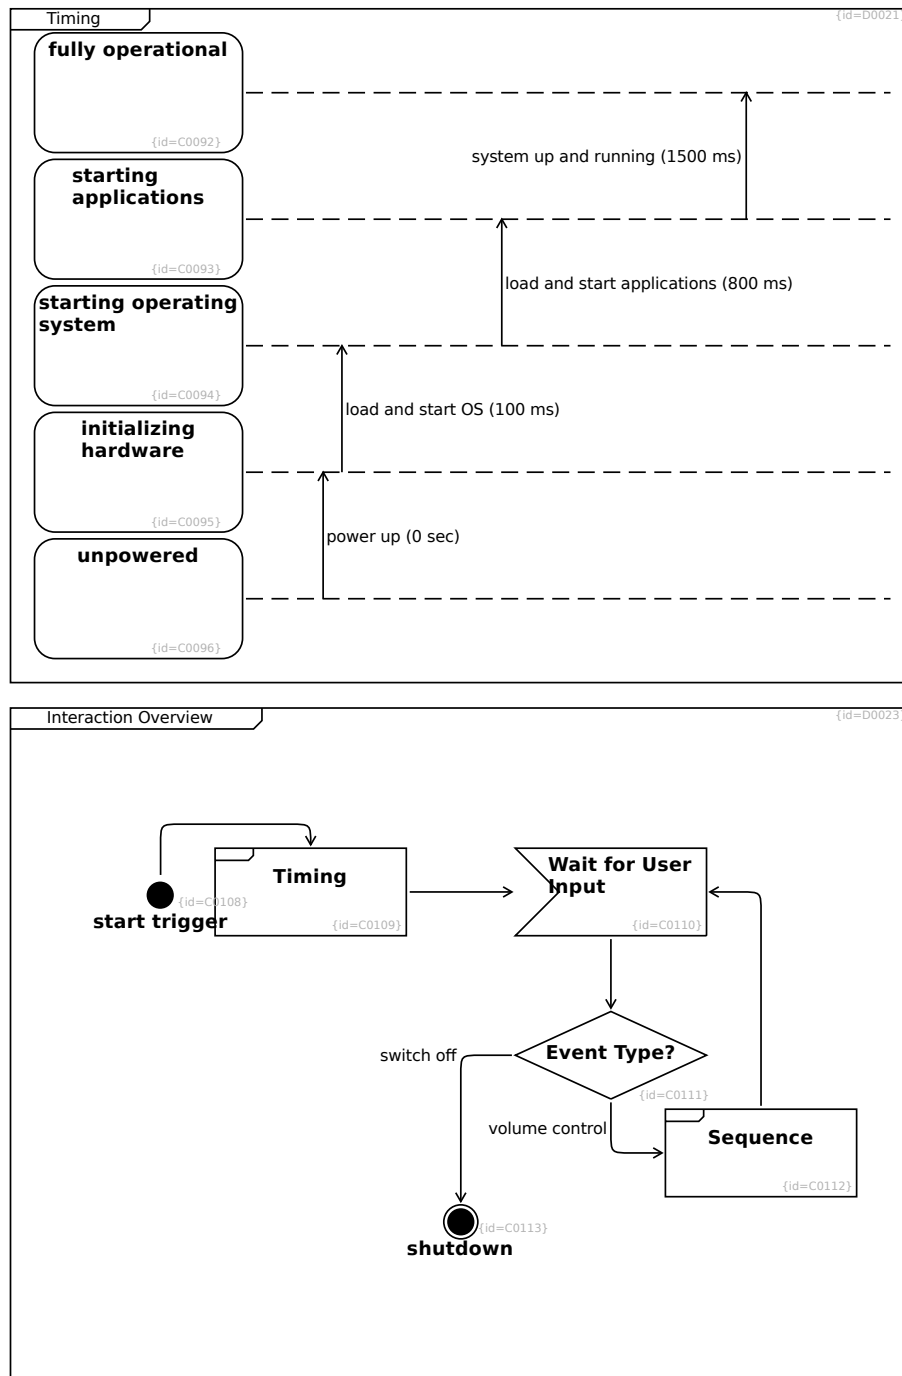 Timing
{id=D0021}
fully operational
{id=C0092}
system up and running (1500 ms)
starting
applications
{id=C0093}
load and start applications (800 ms)
starting operating
system
{id=C0094}
load and start OS (100 ms)
initializing
hardware
{id=C0095}
power up (0 sec)
unpowered
{id=C0096}
Interaction Overview
{id=D0023}
Timing
{id=C0109}
Wait for User
Input
{id=C0110}
{id=C0108}
start trigger
Event Type?
{id=C0111}
switch off
volume control
Sequence
{id=C0112}
{id=C0113}
shutdown